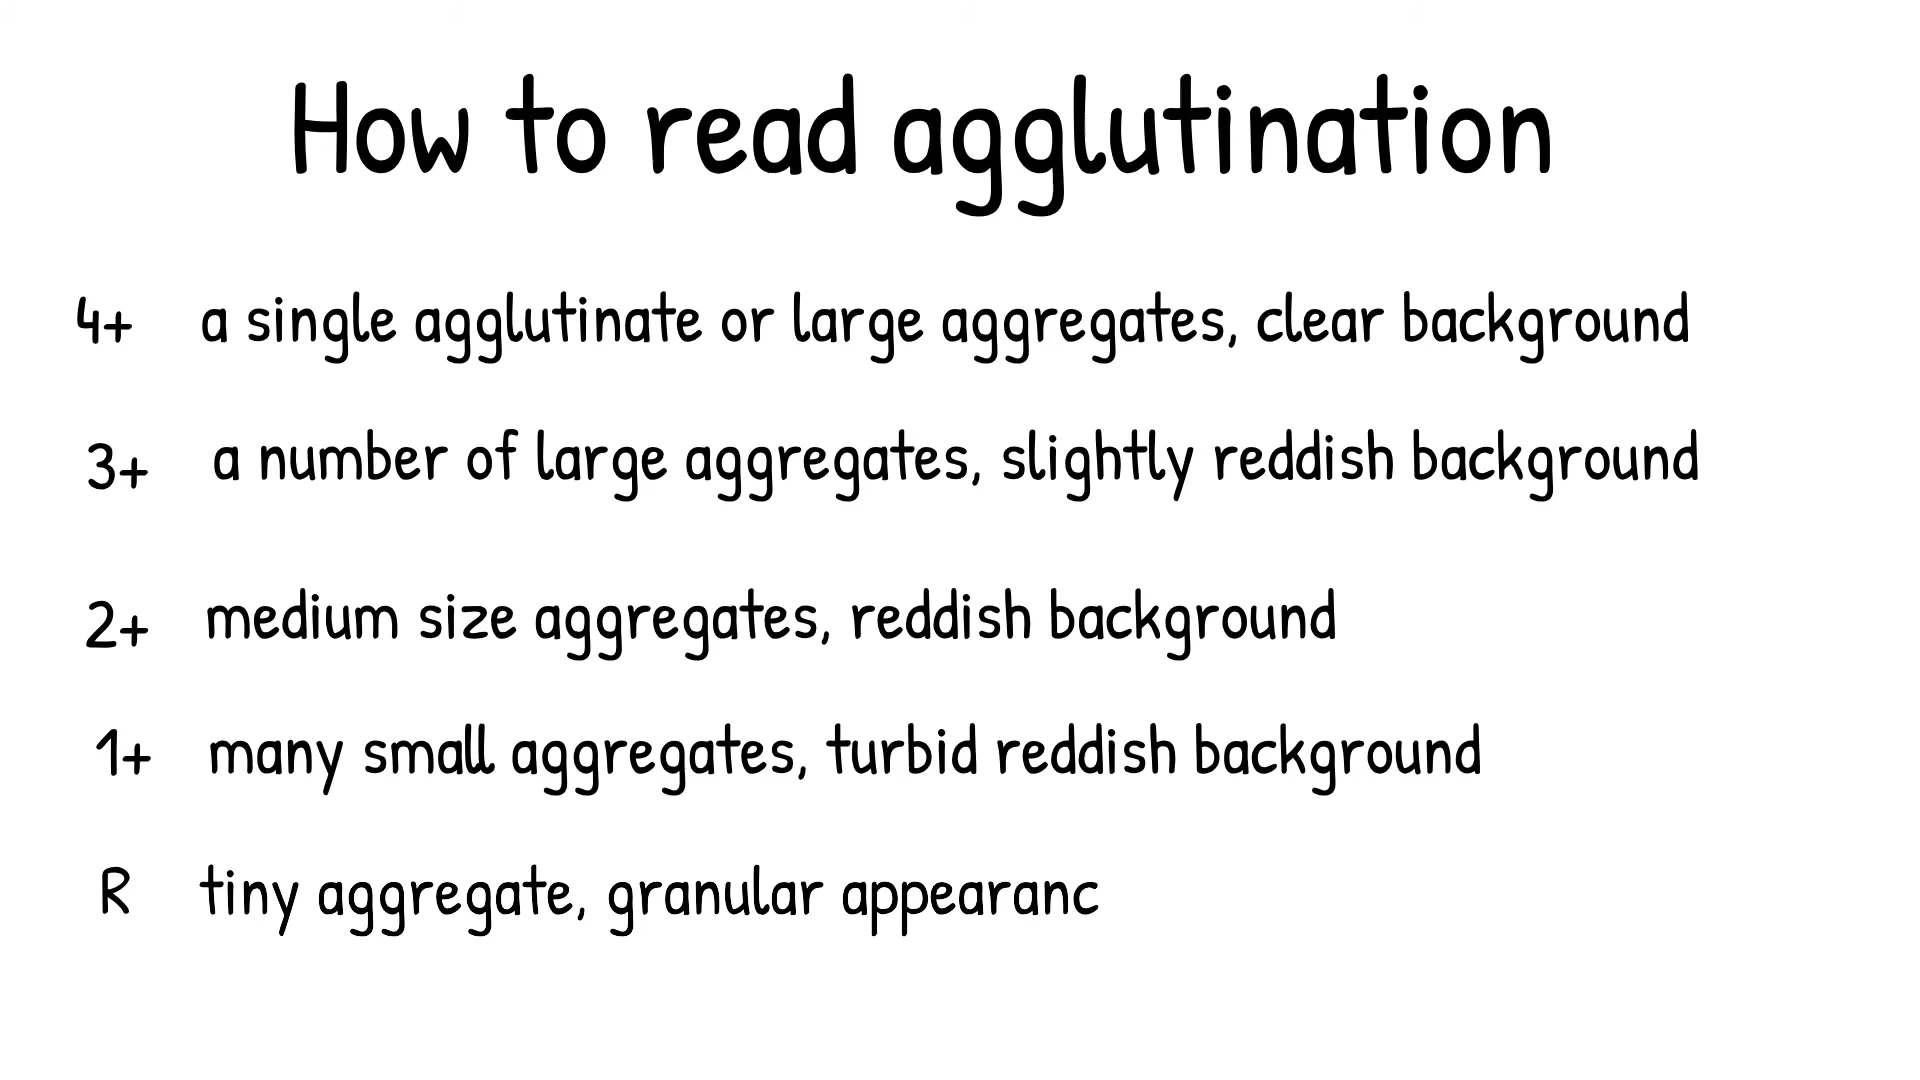 How to read agglutination
4+ a single agglutinate or large aggregates, clear background
3+ a number of large aggregates, slightly reddish background
2+ medium size aggregates, reddish background
1+ many small aggregates, turbid reddish background
R tiny aggregate, granular appearanc